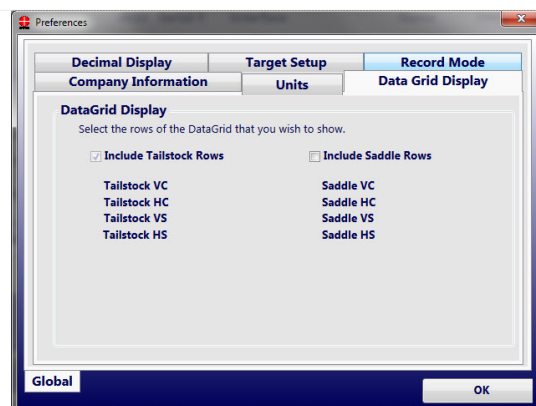 Preferences
Decimal Display Target Setup Record Mode
Company Information Units Data Grid Display
DataGrid Display
Select the rows of the DataGrid that you wish to show.
Include Tailstock Rows Include Saddle Rows
Tailstock VC Saddle VC
Tailstock HC Saddle HC
Tailstock VS Saddle VS
Tailstock HS Saddle HS
Global
OK